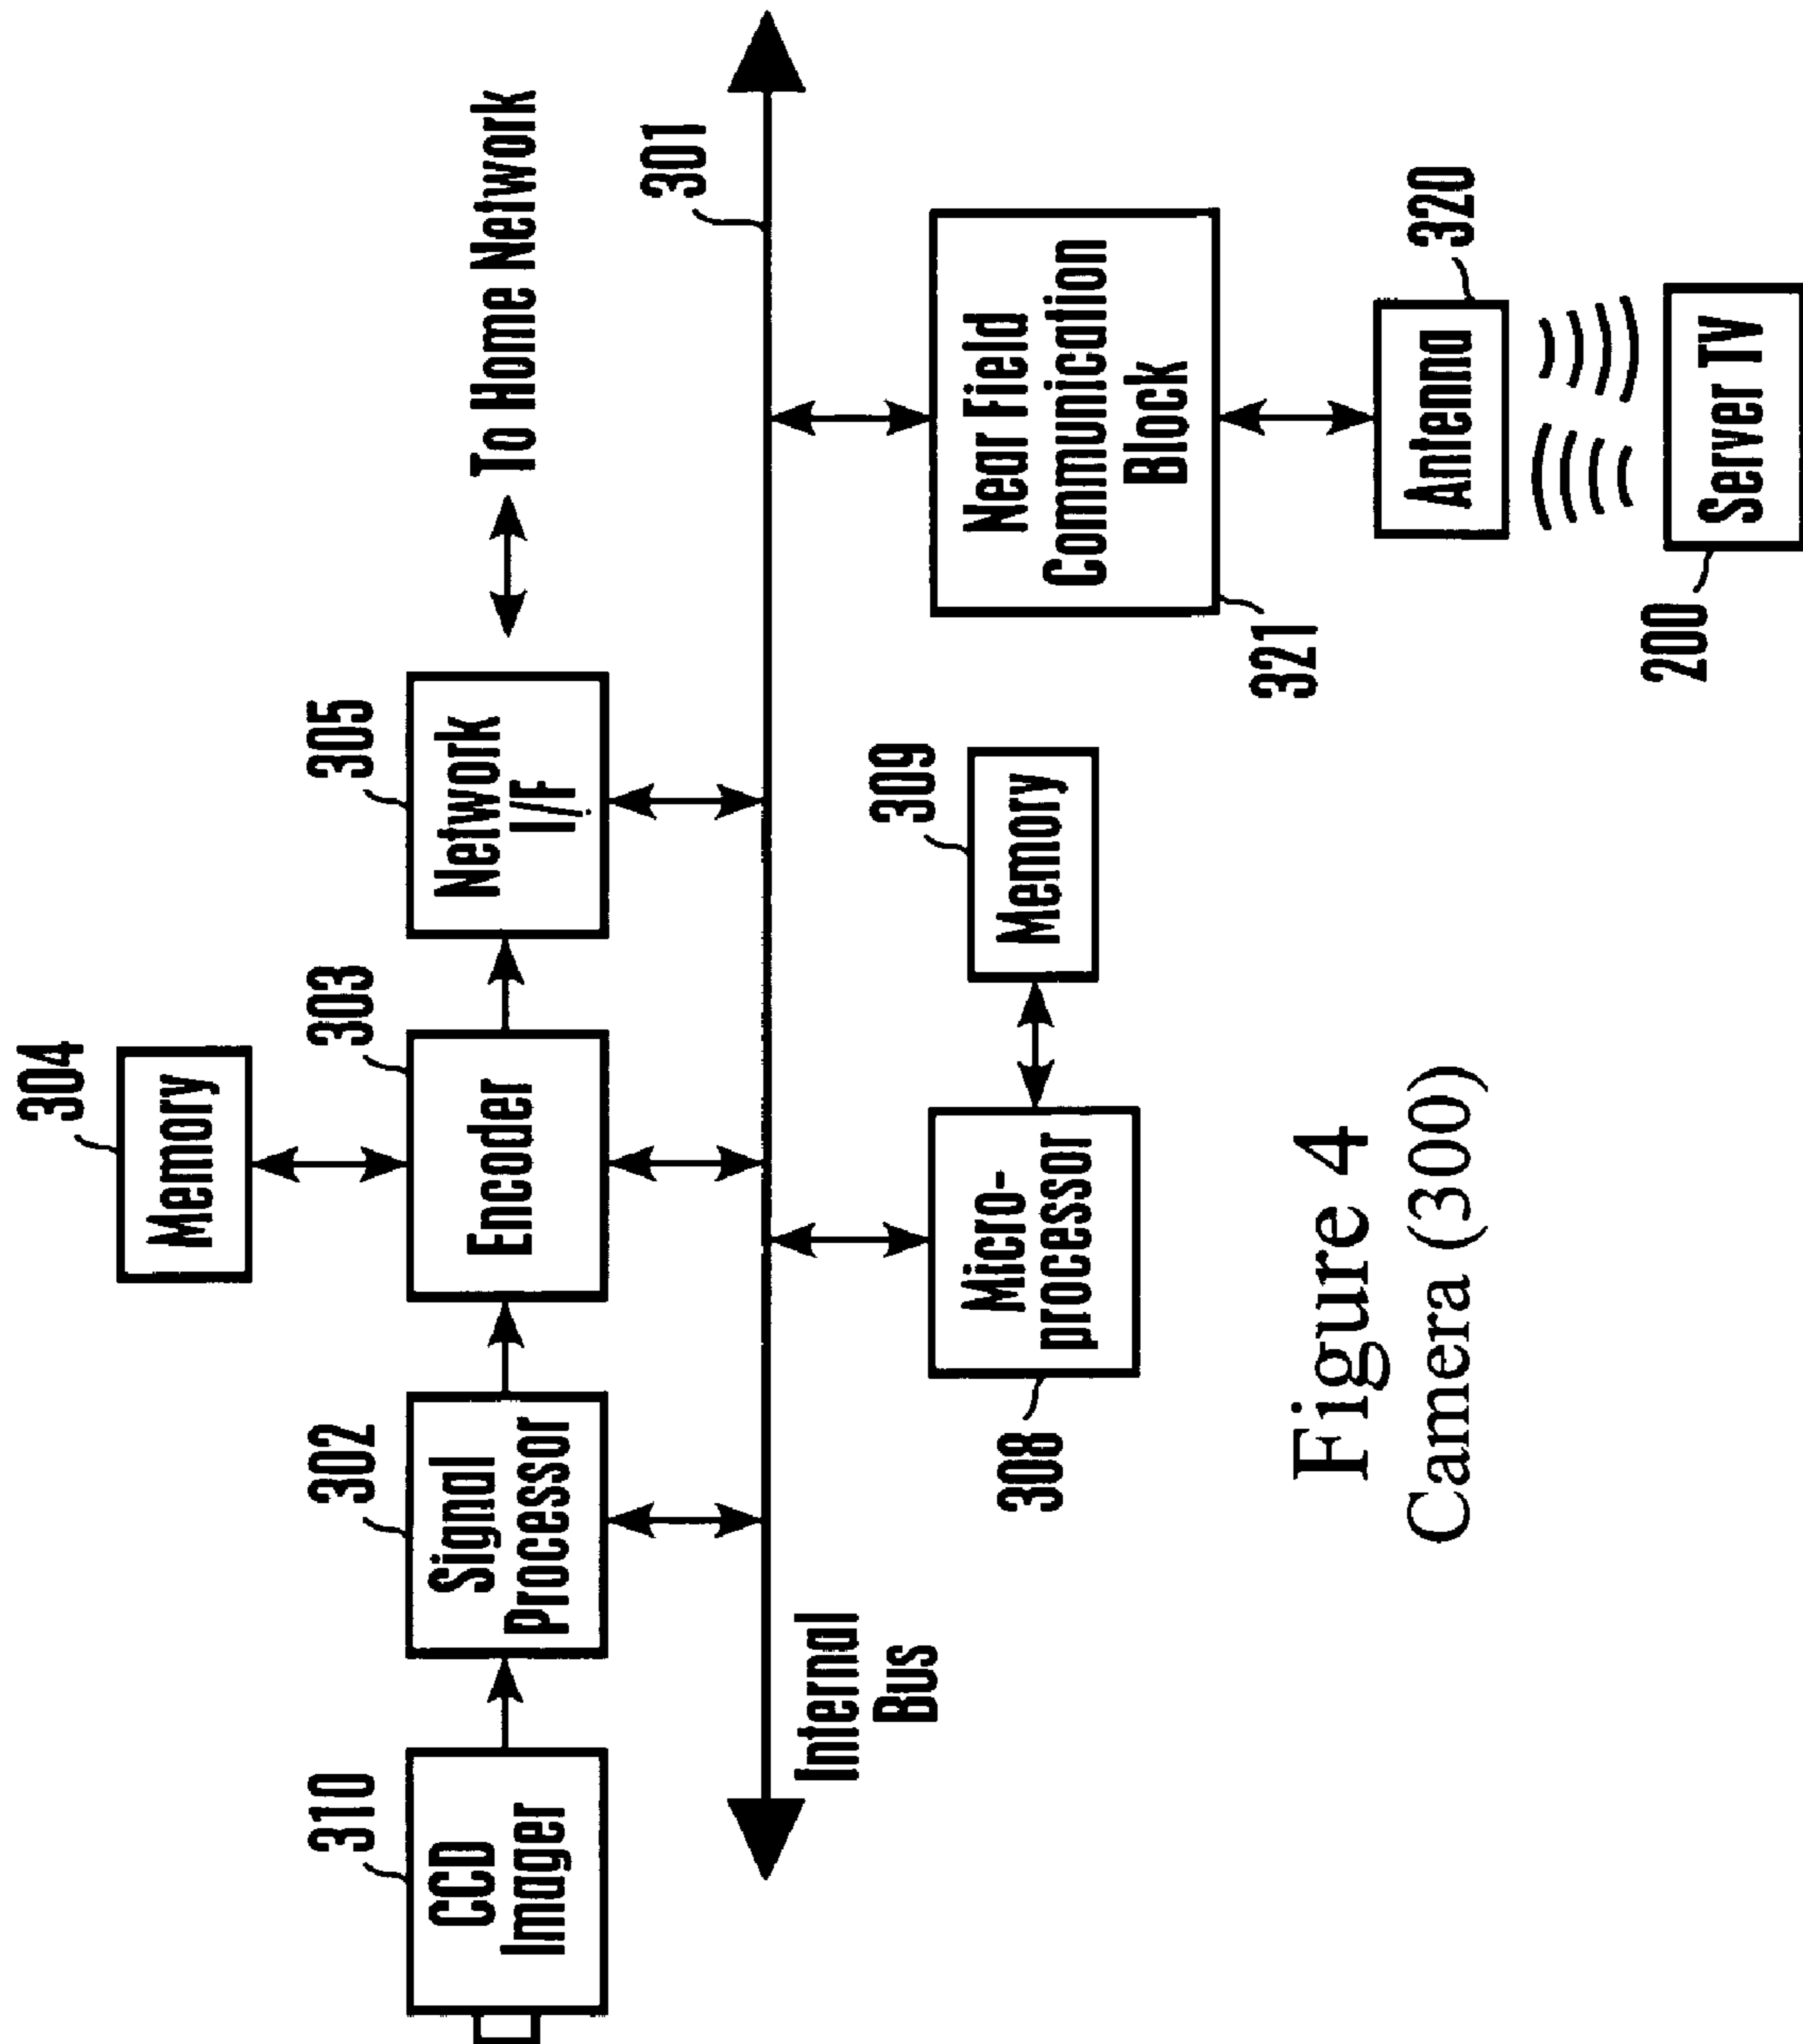 304
Memory
310
302
303
305
CCD
Imager
Signal
Processor
Encoder
Network
I/F
To Home Network
301
Internal
Bus
308
Micro-
processor
309
Memory
Near Field
Communication
Block
321
Antenna
320
200
Server TV
Figure 4
Camera (300)